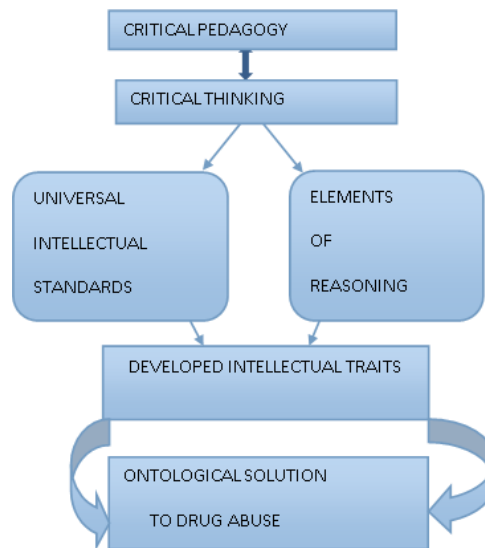 CRITICAL PEDAGOGY
CRITICAL THINKING
UNIVERSAL
INTELLECTUAL
STANDARDS
ELEMENTS
OF
REASONING
DEVELOPED INTELLECTUAL TRAITS
ONTOLOGICAL SOLUTION
TO DRUG ABUSE